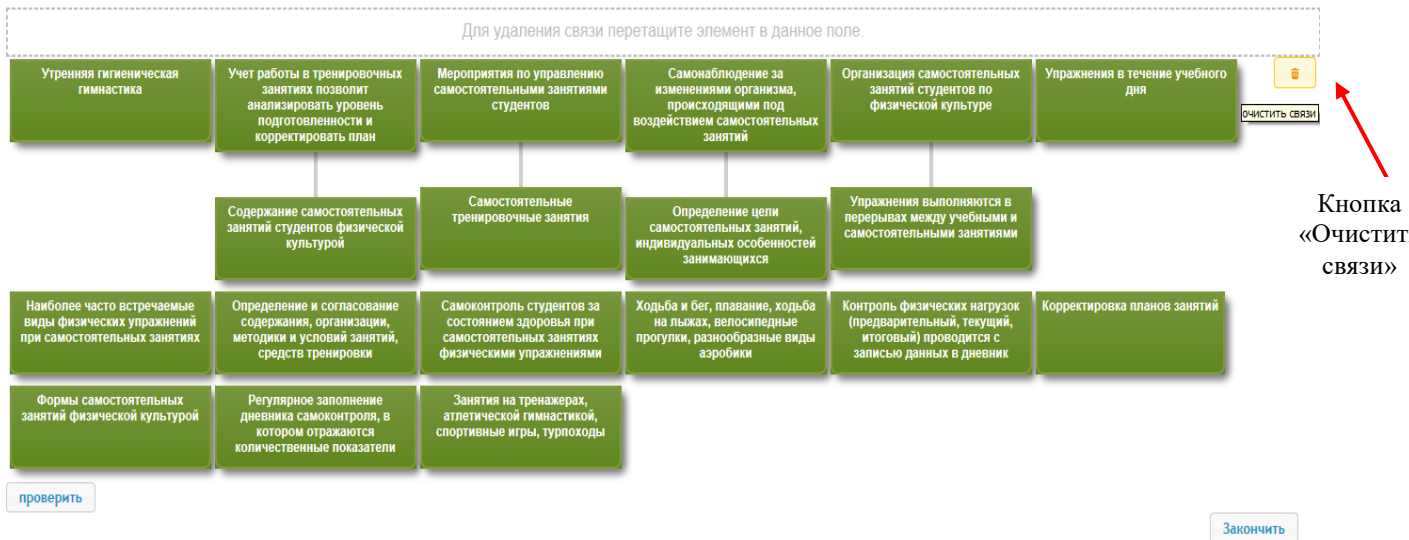 Для удаления связи перетащите элемент в данное поле.
Утренняя гигиеническая
гимнастика
Учет работы в тренировочных
занятиях позволит
анализировать уровень
подготовленности и
корректировать план
Мероприятия по управлению
самостоятельными занятиями
студентов
Самонаблюдение за
изменениями организма,
происходящими под
воздействием самостоятельных
занятий
Организация самостоятельных
занятий студентов по
физической культуре
Упражнения в течение учебного
дня
очистить связи
Кнопка
«Очистит
связи»
Содержание самостоятельных
занятий студентов физической
культурой
Самостоятельные
тренировочные занятия
Определение цели
самостоятельных занятий,
индивидуальных особенностей
занимающихся
Упражнения выполняются в
перерывах между учебными и
самостоятельными занятиями
Наиболее часто встречаемые
виды физических упражнений
при самостоятельных занятиях
Определение и согласование
содержания, организации,
методики и условий занятий,
средств тренировки
Самоконтроль студентов за
состоянием здоровья при
самостоятельных занятиях
физическими упражнениями
Ходьба и бег, плавание, ходьба
на лыжах, велосипедные
прогулки, разнообразные виды
аэробики
Контроль физических нагрузок
(предварительный, текущий,
итоговый) проводится с
записью данных в дневник
Корректировка планов занятий
Формы самостоятельных
занятий физической культурой
Регулярное заполнение
дневника самоконтроля, в
котором отражаются
количественные показатели
Занятия на тренажерах,
атлетической гимнастикой,
спортивные игры, турпоходы
проверить
Закончить